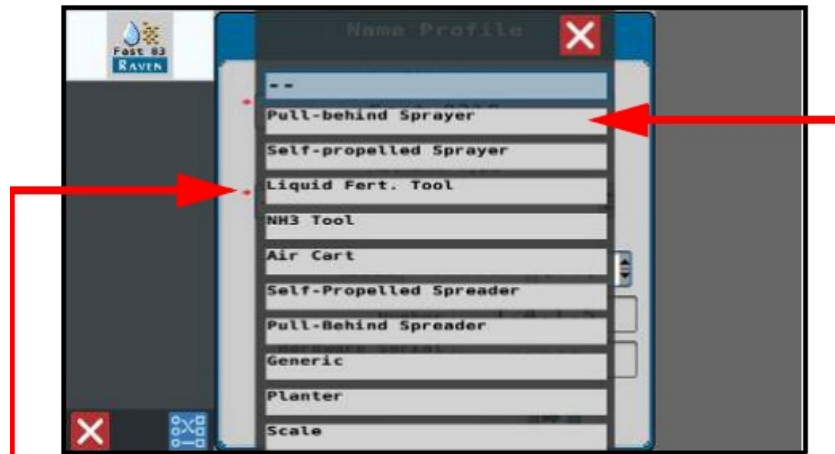 Name Profile
Fast 83
RAVEN
--
Pull-behind Sprayer
Self-propelled Sprayer
Liquid Fert. Tool
NH3 Tool
Air Cart
Self-Propelled Spreader
Pull-Behind Spreader
Generic
Planter
Scale